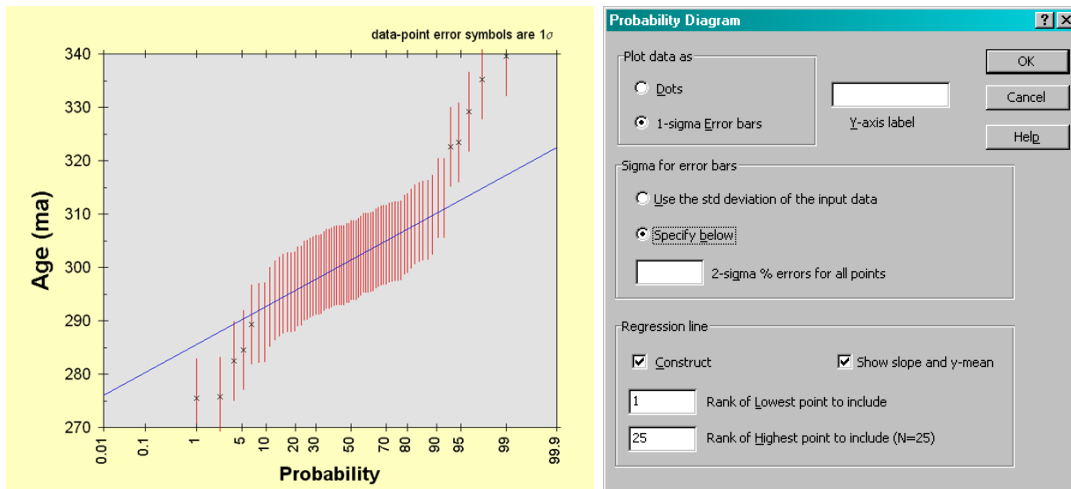 data-point error symbols are 1σ
340
330
320
310
300
290
280
270
Age (ma)
0.01
0.1
1
5
10
20
30
50
70
80
90
95
99
99.9
Probability
Probability Diagram
Plot data as
Dots
1-sigma Error bars
Y-axis label
OK
Cancel
Help
Sigma for error bars
Use the std deviation of the input data
Specify below
2-sigma % errors for all points
Regression line
Construct
Show slope and y-mean
1 Rank of Lowest point to include
25 Rank of Highest point to include (N=25)